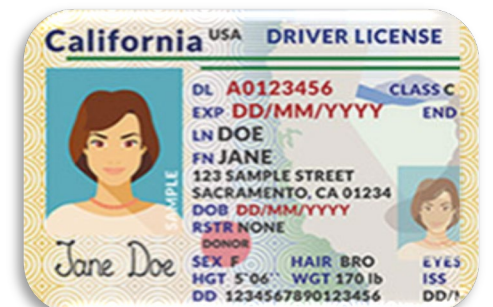 California USA DRIVER LICENSE
DL A0123456 CLASS C
EXP DD/MM/YYYY END
LN DOE
FN JANE
123 SAMPLE STREET
SACRAMENTO, CA 01234
DOB DD/MM/YYYY
RSTR NONE
DONOR
SEX F HAIR BRO EYES
HGT 5'06'' WGT 170 lb ISS
DD 1234567890123456 DD/
SAMPLE
Jane Doe